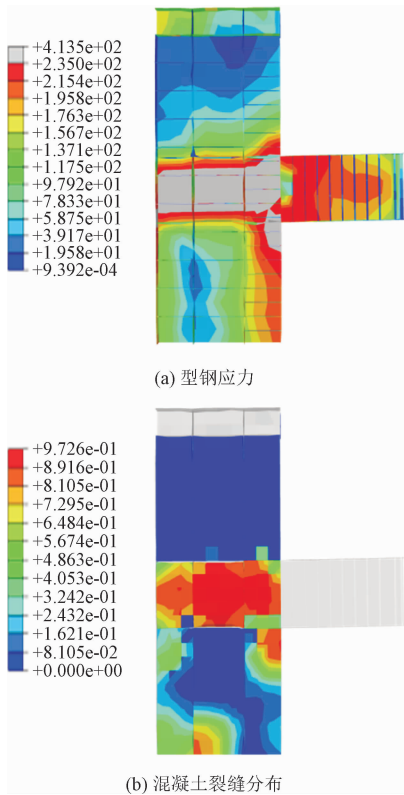 +4.135e+02
+2.350e+02
+2.154e+02
+1.958e+02
+1.763e+02
+1.567e+02
+1.371e+02
+1.175e+02
+9.792e+01
+7.833e+01
+5.875e+01
+3.917e+01
+1.958e+01
+9.392e-04
(a) 型钢应力
+9.726e-01
+8.916e-01
+8.105e-01
+7.295e-01
+6.484e-01
+5.674e-01
+4.863e-01
+4.053e-01
+3.242e-01
+2.432e-01
+1.621e-01
+8.105e-02
+0.000e+00
(b) 混凝土裂缝分布